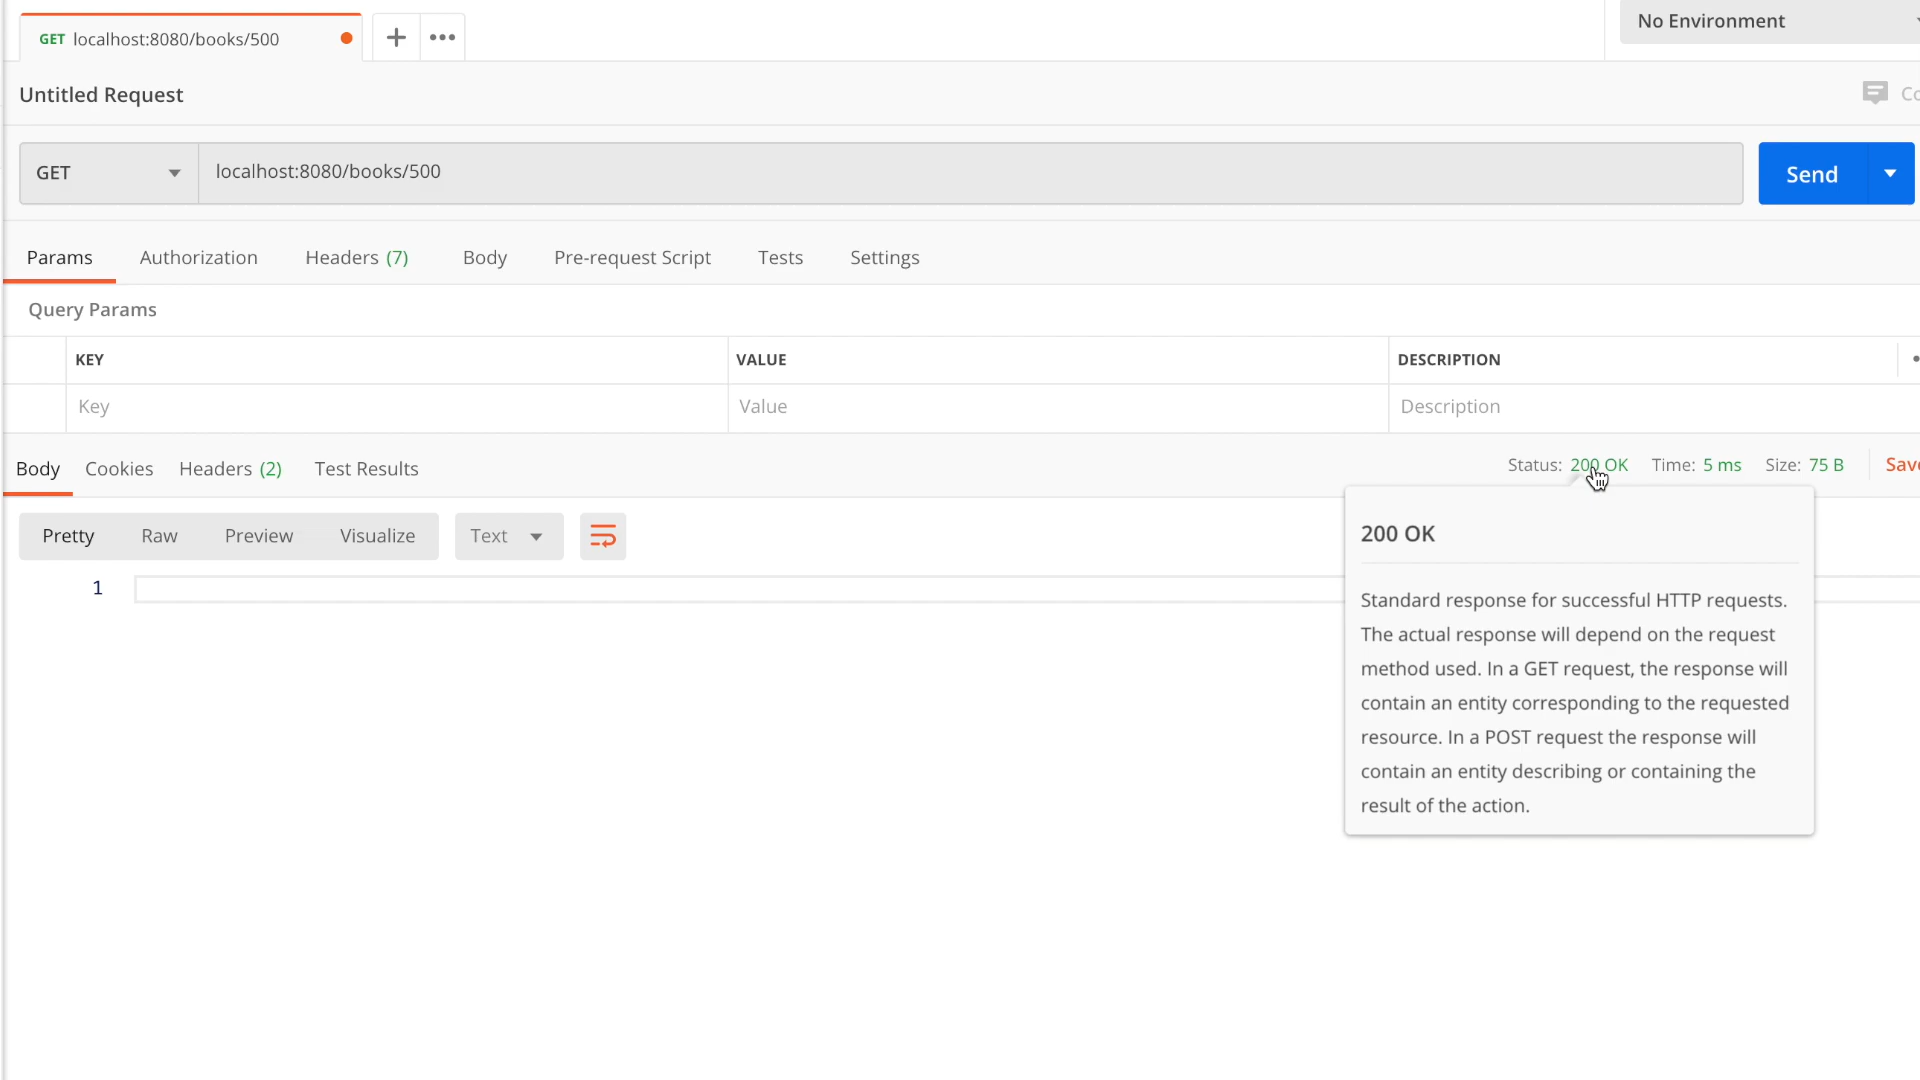 GET localhost:8080/books/500
No Environment
Untitled Request
GET localhost:8080/books/500 Send
Params Authorization Headers (7) Body Pre-request Script Tests Settings
Query Params
KEY VALUE DESCRIPTION
Key Value Description
Body Cookies Headers (2) Test Results Status: 200 OK Time: 5 ms Size: 75 B
Pretty Raw Preview Visualize Text
1
200 OK
Standard response for successful HTTP requests.
The actual response will depend on the request
method used. In a GET request, the response will
contain an entity corresponding to the requested
resource. In a POST request the response will
contain an entity describing or containing the
result of the action.